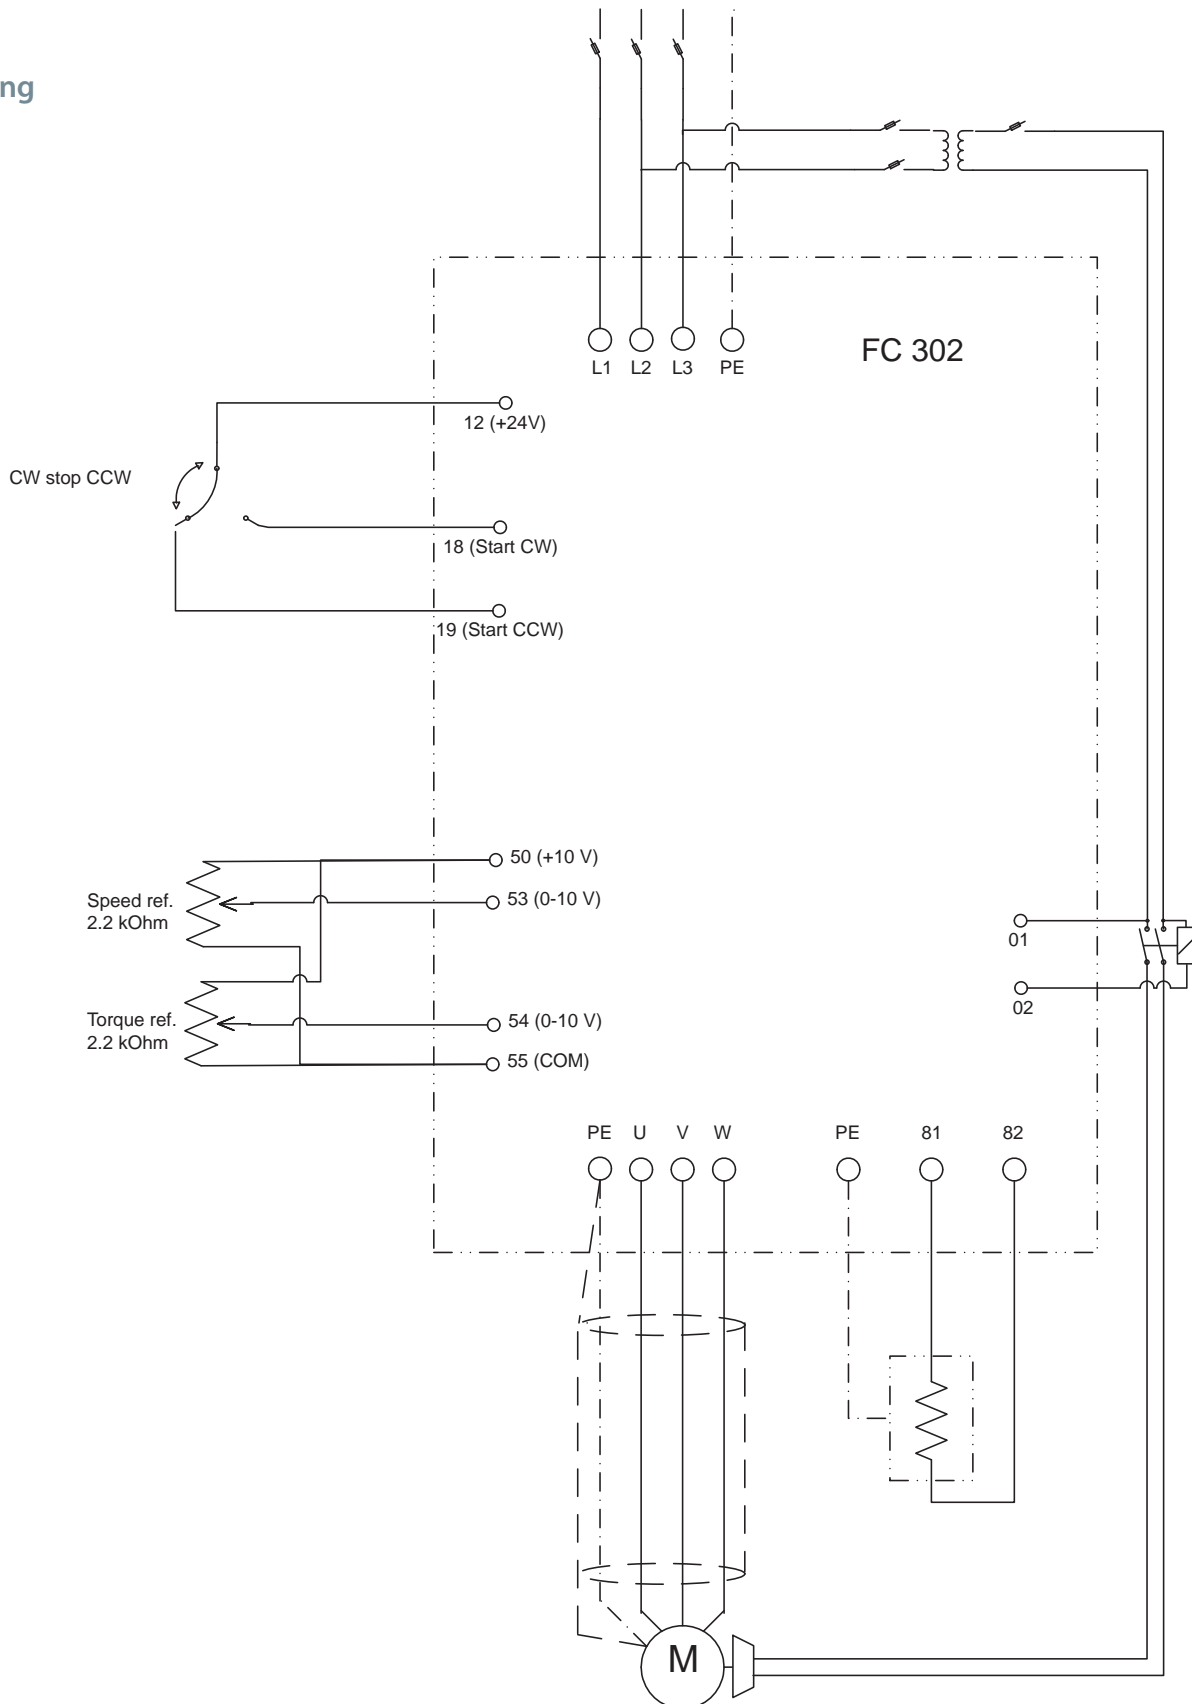 ng
L1 L2 L3 PE
FC 302
12 (+24V)
CW stop CCW
18 (Start CW)
19 (Start CCW)
50 (+10 V)
Speed ref.
2.2 kOhm
53 (0-10 V)
01
02
Torque ref.
2.2 kOhm
54 (0-10 V)
55 (COM)
PE U V W PE 81 82
M